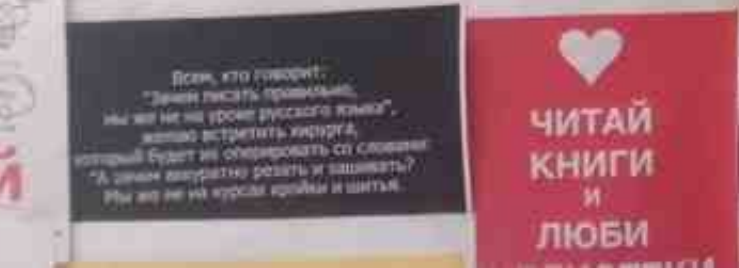 Всем, кто говорит:
"Зачем писать правильно,
мы же не на уроке русского языка",
желаю встретить хирурга,
который будет их оперировать со словами:
"А зачем аккуратно резать и зашивать?
Мы же не на курсах кройки и шитья.
ЧИТАЙ
КНИГИ
И
ЛЮБИ